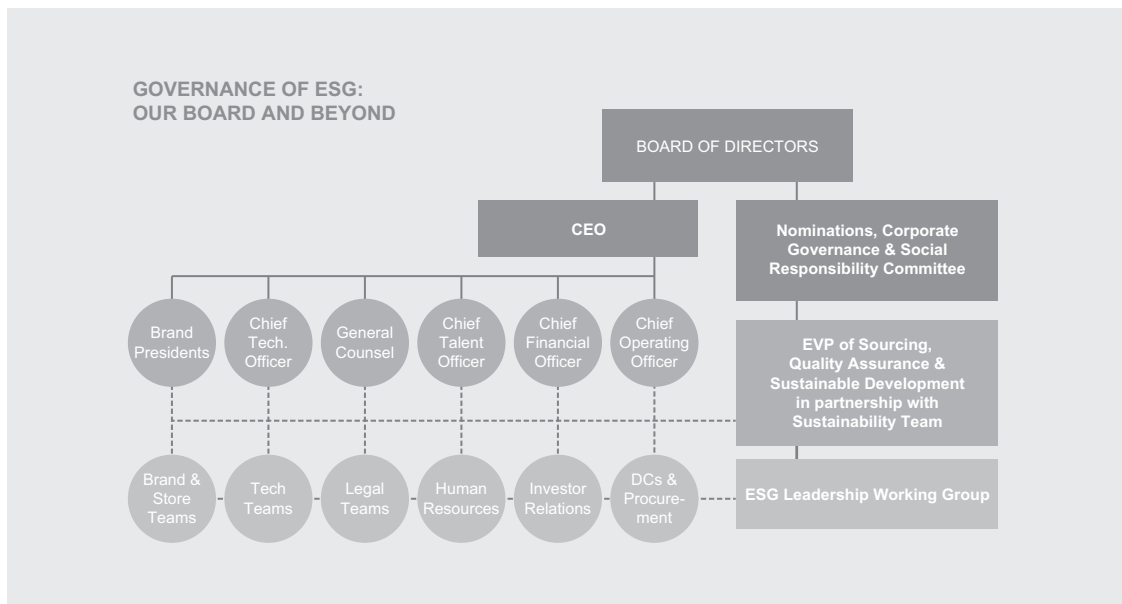 GOVERNANCE OF ESG:
OUR BOARD AND BEYOND
BOARD OF DIRECTORS
CEO
Nominations, Corporate
Governance & Social
Responsibility Committee
Brand
Presidents
Chief
Tech.
Officer
General
Counsel
Chief
Talent
Officer
Chief
Financial
Officer
Chief
Operating
Officer
EVP of Sourcing,
Quality Assurance &
Sustainable Development
in partnership with
Sustainability Team
Brand &
Store
Teams
Tech
Teams
Legal
Teams
Human
Resources
Investor
Relations
DCs &
Procure-
ment
ESG Leadership Working Group